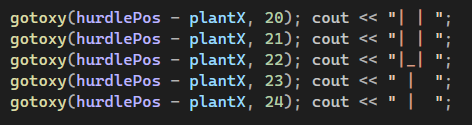 gotoxy(hurdlePos - plantX, 20); cout << "| | ";
gotoxy(hurdlePos - plantX, 21); cout << "| | ";
gotoxy(hurdlePos - plantX, 22); cout << "|_| ";
gotoxy(hurdlePos - plantX, 23); cout << " |  ";
gotoxy(hurdlePos - plantX, 24); cout << " |  ";